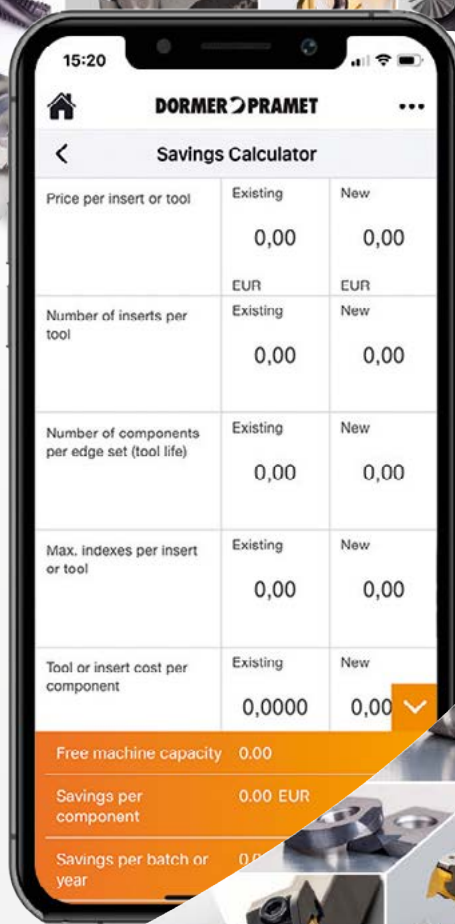 15:20
DORMER PRAMET
Savings Calculator
Price per insert or tool
Existing
New
0,00
0,00
EUR
EUR
Number of inserts per
tool
Existing
New
0,00
0,00
Number of components
per edge set (tool life)
Existing
New
0,00
0,00
Max. indexes per insert
or tool
Existing
New
0,00
0,00
Tool or insert cost per
component
Existing
New
0,0000
0,00
Free machine capacity 0.00
Savings per
component
0.00 EUR
Savings per batch or
year